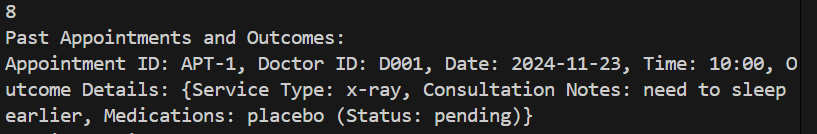 8
Past Appointments and Outcomes:
Appointment ID: APT-1, Doctor ID: D001, Date: 2024-11-23, Time: 10:00, O
utcome Details: {Service Type: x-ray, Consultation Notes: need to sleep
earlier, Medications: placebo (Status: pending)}